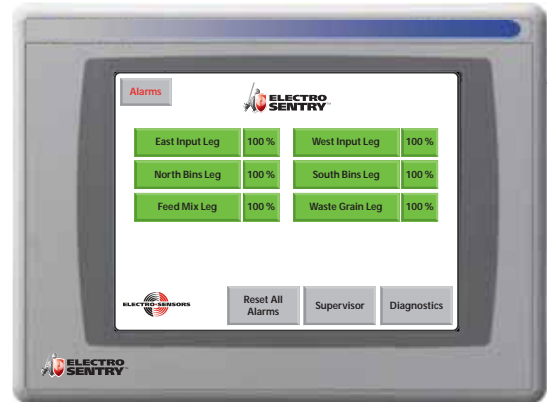 Alarms
ELECTRO
SENTRY
East Input Leg 100 % West Input Leg 100 %
North Bins Leg 100 % South Bins Leg 100 %
Feed Mix Leg 100 % Waste Grain Leg 100 %
ELECTRO-SENSORS
Reset All
Alarms
Supervisor
Diagnostics
ELECTRO
SENTRY